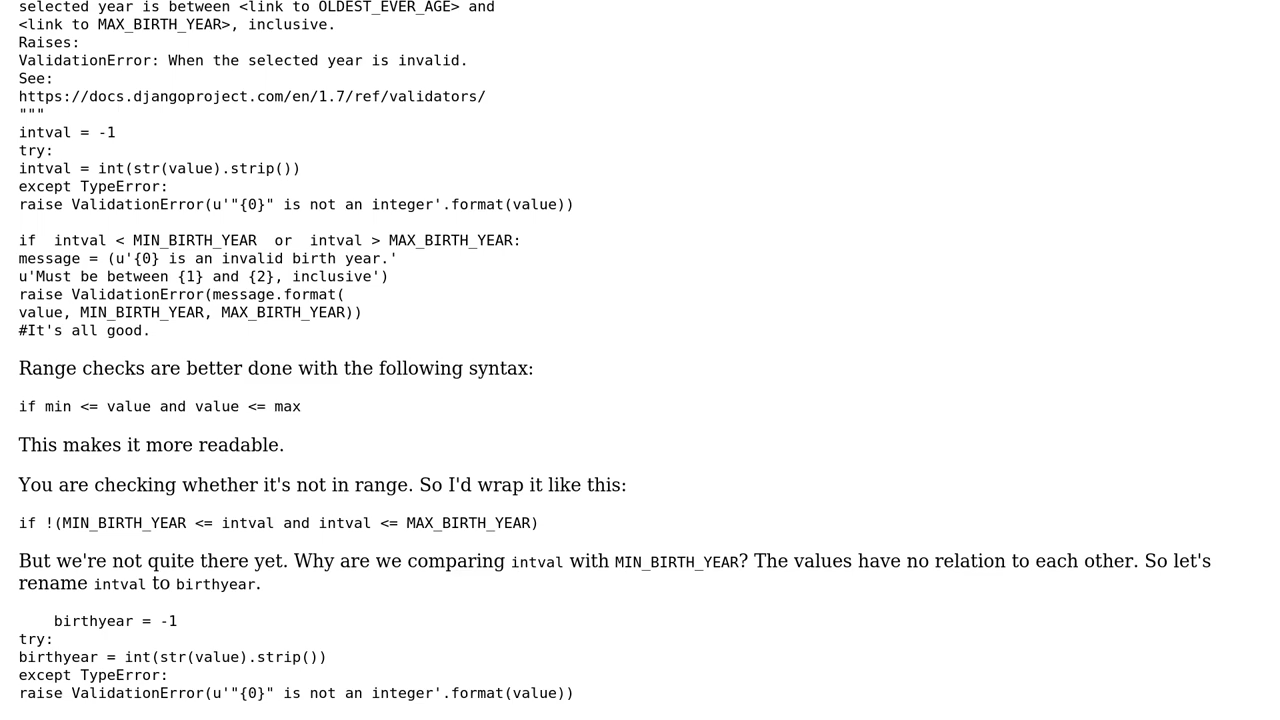 selected year is between <link to OLDEST_EVER_AGE> and
<link to MAX_BIRTH_YEAR>, inclusive.
Raises:
ValidationError: When the selected year is invalid.
See:
https://docs.djangoproject.com/en/1.7/ref/validators/
"""
intval = -1
try:
intval = int(str(value).strip())
except TypeError:
raise ValidationError(u'"{0}" is not an integer'.format(value))
if  intval < MIN_BIRTH_YEAR  or  intval > MAX_BIRTH_YEAR:
message = (u'{0} is an invalid birth year.'
u'Must be between {1} and {2}, inclusive')
raise ValidationError(message.format(
value, MIN_BIRTH_YEAR, MAX_BIRTH_YEAR))
#It's all good.
Range checks are better done with the following syntax:
if min <= value and value <= max
This makes it more readable.
You are checking whether it's not in range. So I'd wrap it like this:
if !(MIN_BIRTH_YEAR <= intval and intval <= MAX_BIRTH_YEAR)
But we're not quite there yet. Why are we comparing intval with MIN_BIRTH_YEAR? The values have no relation to each other. So let's
rename intval to birthyear.
    birthyear = -1
try:
birthyear = int(str(value).strip())
except TypeError:
raise ValidationError(u'"{0}" is not an integer'.format(value))